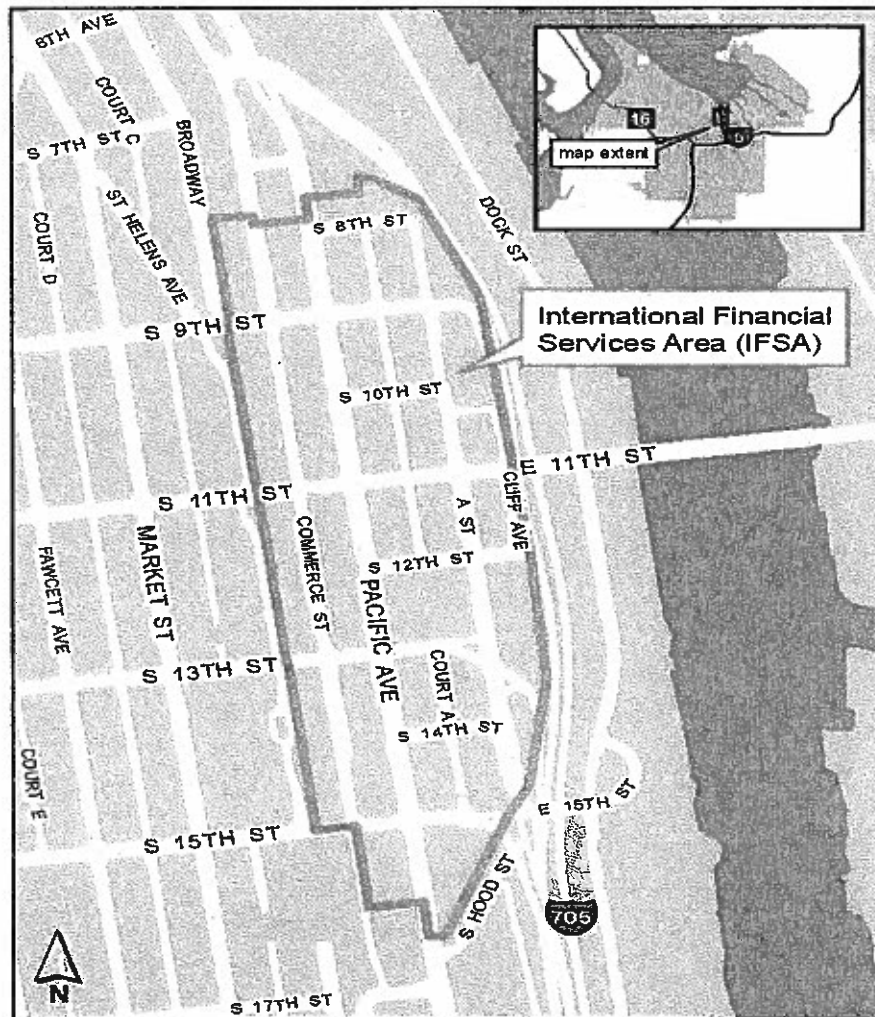 6TH AVE
COURT C
S 7TH ST
BROADWAY
ST HELENS AVE
COURT D
16
map extent
DOCK ST
S 8TH ST
S 9TH ST
International Financial
Services Area (IFSA)
S 10TH ST
E 11TH ST
S 11TH ST
CLIFF AVE
A ST
COMMERCE ST
S 12TH ST
FAWCETT AVE
MARKET ST
PACIFIC AVE
S 13TH ST
COURT A
S 14TH ST
COURT E
E 15TH ST
S 15TH ST
S HOOD ST
705
N
S 17TH ST